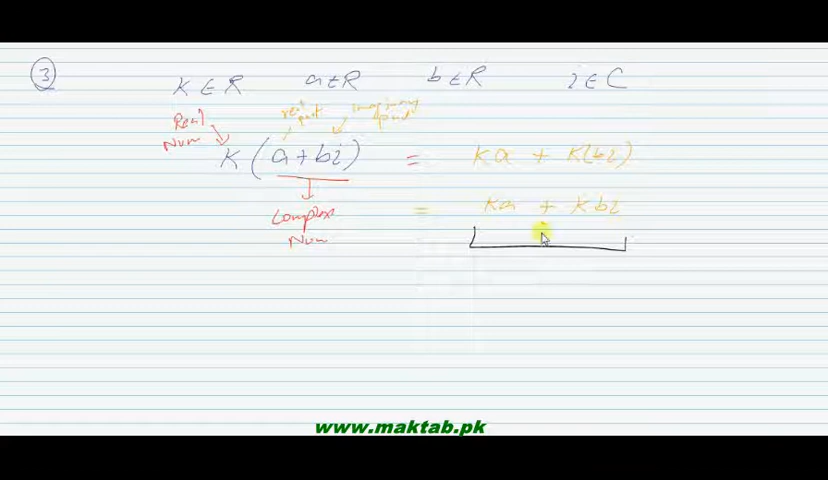 3
K ∈ R a ∈ R b ∈ R i ∈ C
Real Num real part imaginary part
K (a + bi) = Ka + K(bi)
Complex Num
= Ka + Kbi
www.maktab.pk